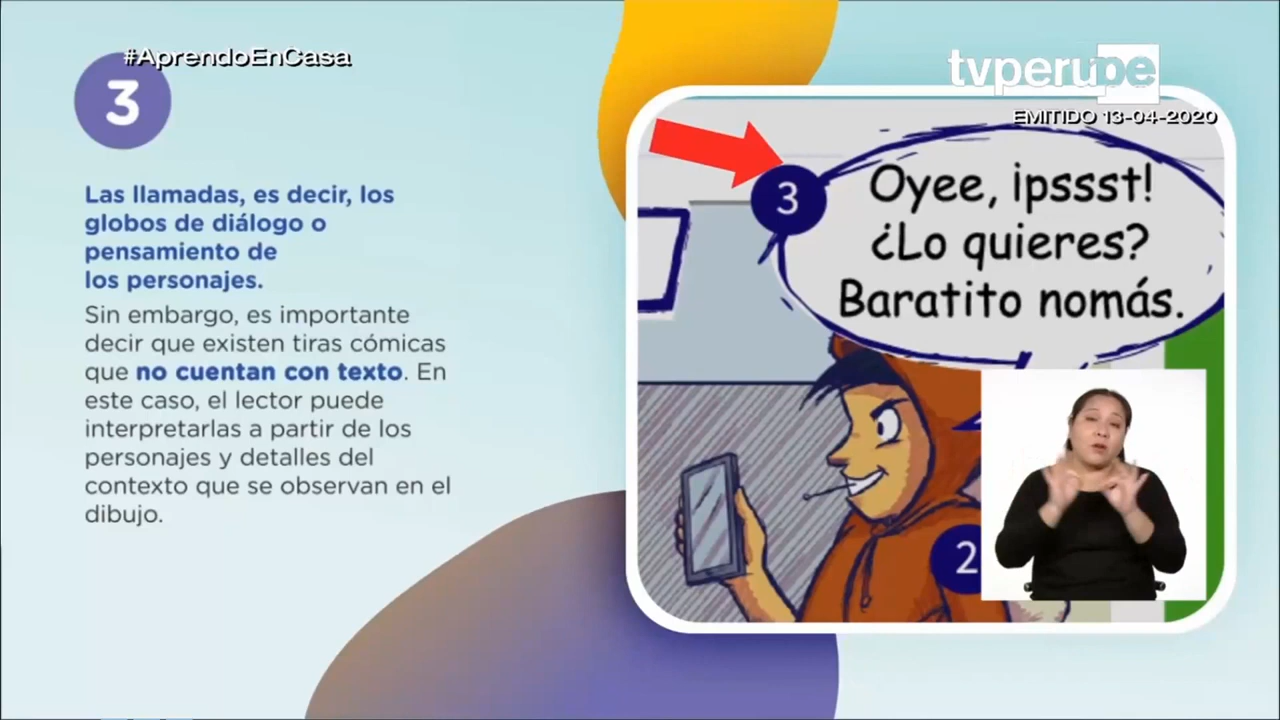 #AprendoEnCasa
3
tvperu.pe
EMITIDO 13-04-2020
Las llamadas, es decir, los
globos de diálogo o
pensamiento de
los personajes.
Sin embargo, es importante
decir que existen tiras cómicas
que no cuentan con texto. En
este caso, el lector puede
interpretarlas a partir de los
personajes y detalles del
contexto que se observan en el
dibujo.
3
Oyee, ¡pssst!
¿Lo quieres?
Baratito nomás.
2